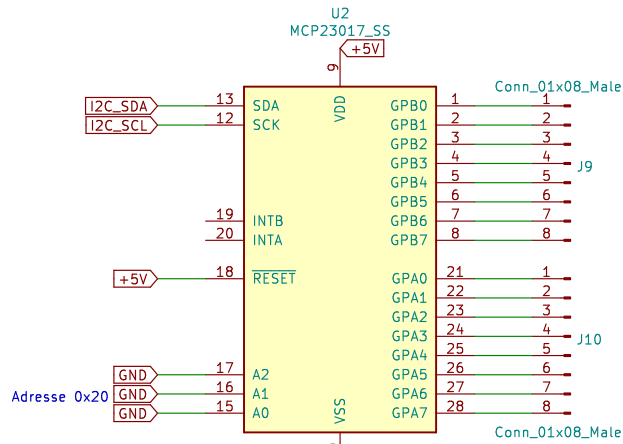 U2
MCP23017_SS
+5V
9
VDD
Conn_01x08_Male
I2C_SDA 13 SDA GPB0 1 1
I2C_SCL 12 SCK GPB1 2 2
GPB2 3 3
GPB3 4 4
J9
GPB4 5 5
GPB5 6 6
19 INTB GPB6 7 7
20 INTA GPB7 8 8
+5V 18 RESET GPA0 21 1
GPA1 22 2
GPA2 23 3
GPA3 24 4
J10
GPA4 25 5
GND 17 A2 GPA5 26 6
Adresse 0x20 GND 16 A1 GPA6 27 7
GND 15 A0 GPA7 28 8
VSS
Conn_01x08_Male